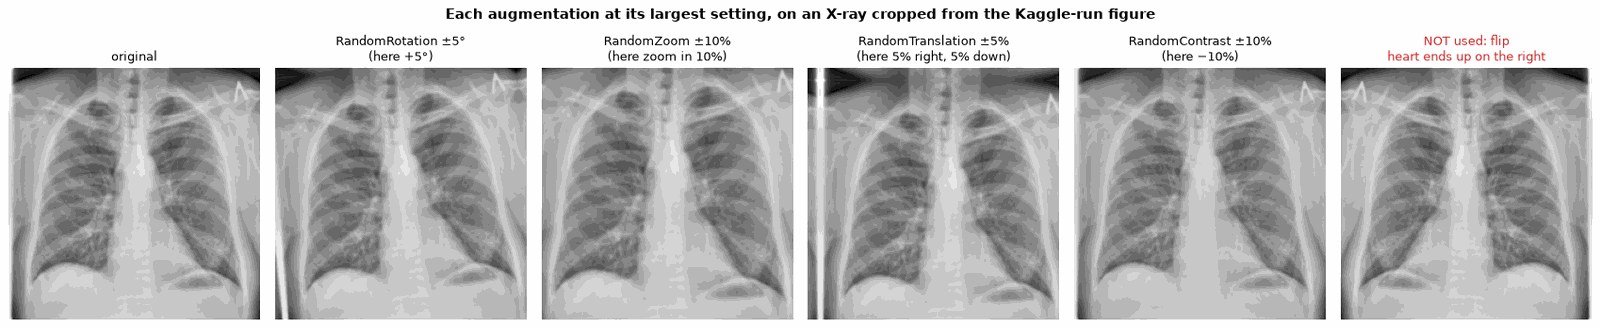 Each augmentation at its largest setting, on an X-ray cropped from the Kaggle-run figure
original
RandomRotation ±5°
(here +5°)
RandomZoom ±10%
(here zoom in 10%)
RandomTranslation ±5%
(here 5% right, 5% down)
RandomContrast ±10%
(here −10%)
NOT used: flip
heart ends up on the right